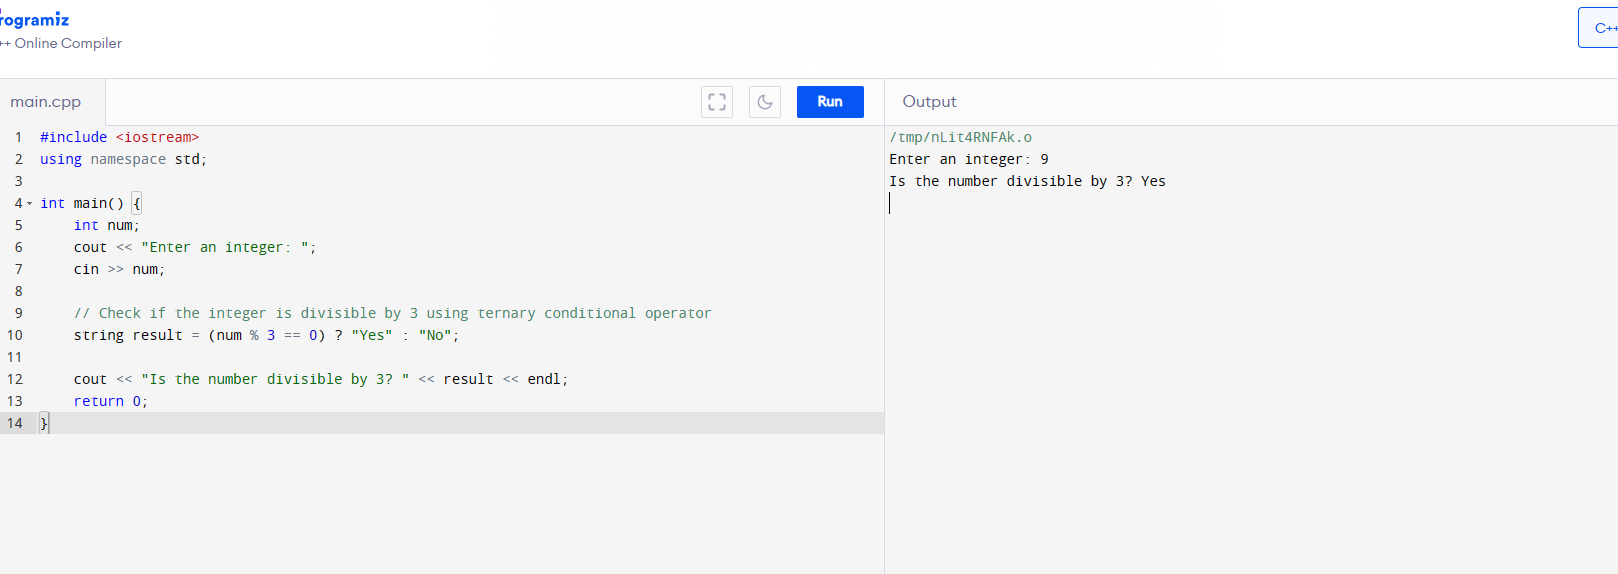 rogramiz
++ Online Compiler
C++
main.cpp
Run
Output
1 #include <iostream>
2 using namespace std;
3
4 int main() {
5     int num;
6     cout << "Enter an integer: ";
7     cin >> num;
8
9     // Check if the integer is divisible by 3 using ternary conditional operator
10     string result = (num % 3 == 0) ? "Yes" : "No";
11
12     cout << "Is the number divisible by 3? " << result << endl;
13     return 0;
14 }
/tmp/nLit4RNFAk.o
Enter an integer: 9
Is the number divisible by 3? Yes